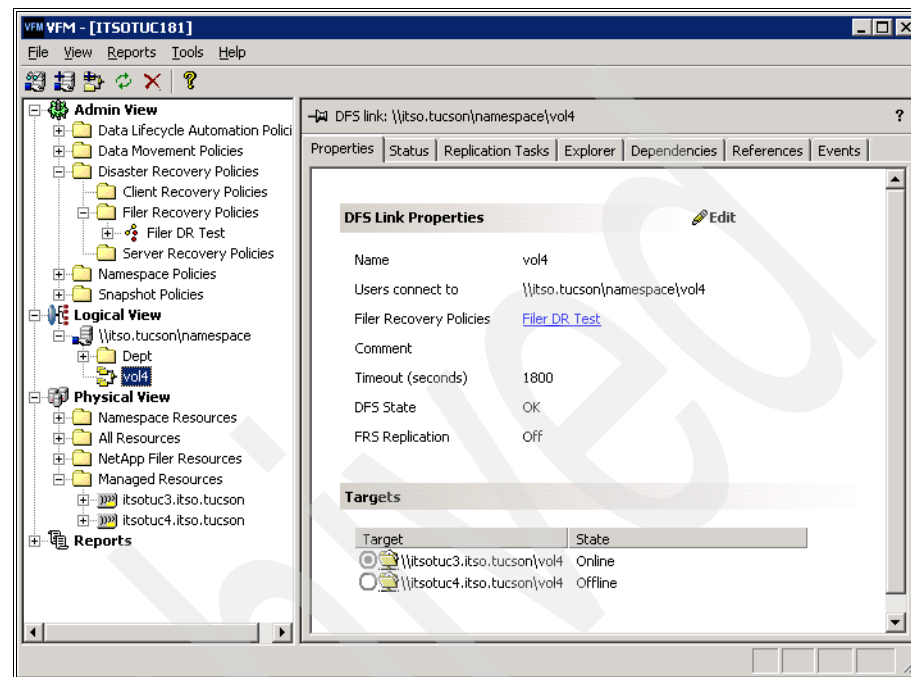 VFM VFM - [ITSOTUC181]
File View Reports Tools Help
Admin View
Data Lifecycle Automation Polici
Data Movement Policies
Disaster Recovery Policies
Client Recovery Policies
Filer Recovery Policies
Filer DR Test
Server Recovery Policies
Namespace Policies
Snapshot Policies
Logical View
\\itso.tucson\namespace
Dept
vol4
Physical View
Namespace Resources
All Resources
NetApp Filer Resources
Managed Resources
itsotuc3.itso.tucson
itsotuc4.itso.tucson
Reports
DFS link: \\itso.tucson\namespace\vol4 ?
Properties Status Replication Tasks Explorer Dependencies References Events
DFS Link Properties Edit
Name vol4
Users connect to \\itso.tucson\namespace\vol4
Filer Recovery Policies Filer DR Test
Comment
Timeout (seconds) 1800
DFS State OK
FRS Replication Off
Targets
Target State
\\itsotuc3.itso.tucson\vol4 Online
\\itsotuc4.itso.tucson\vol4 Offline
hived